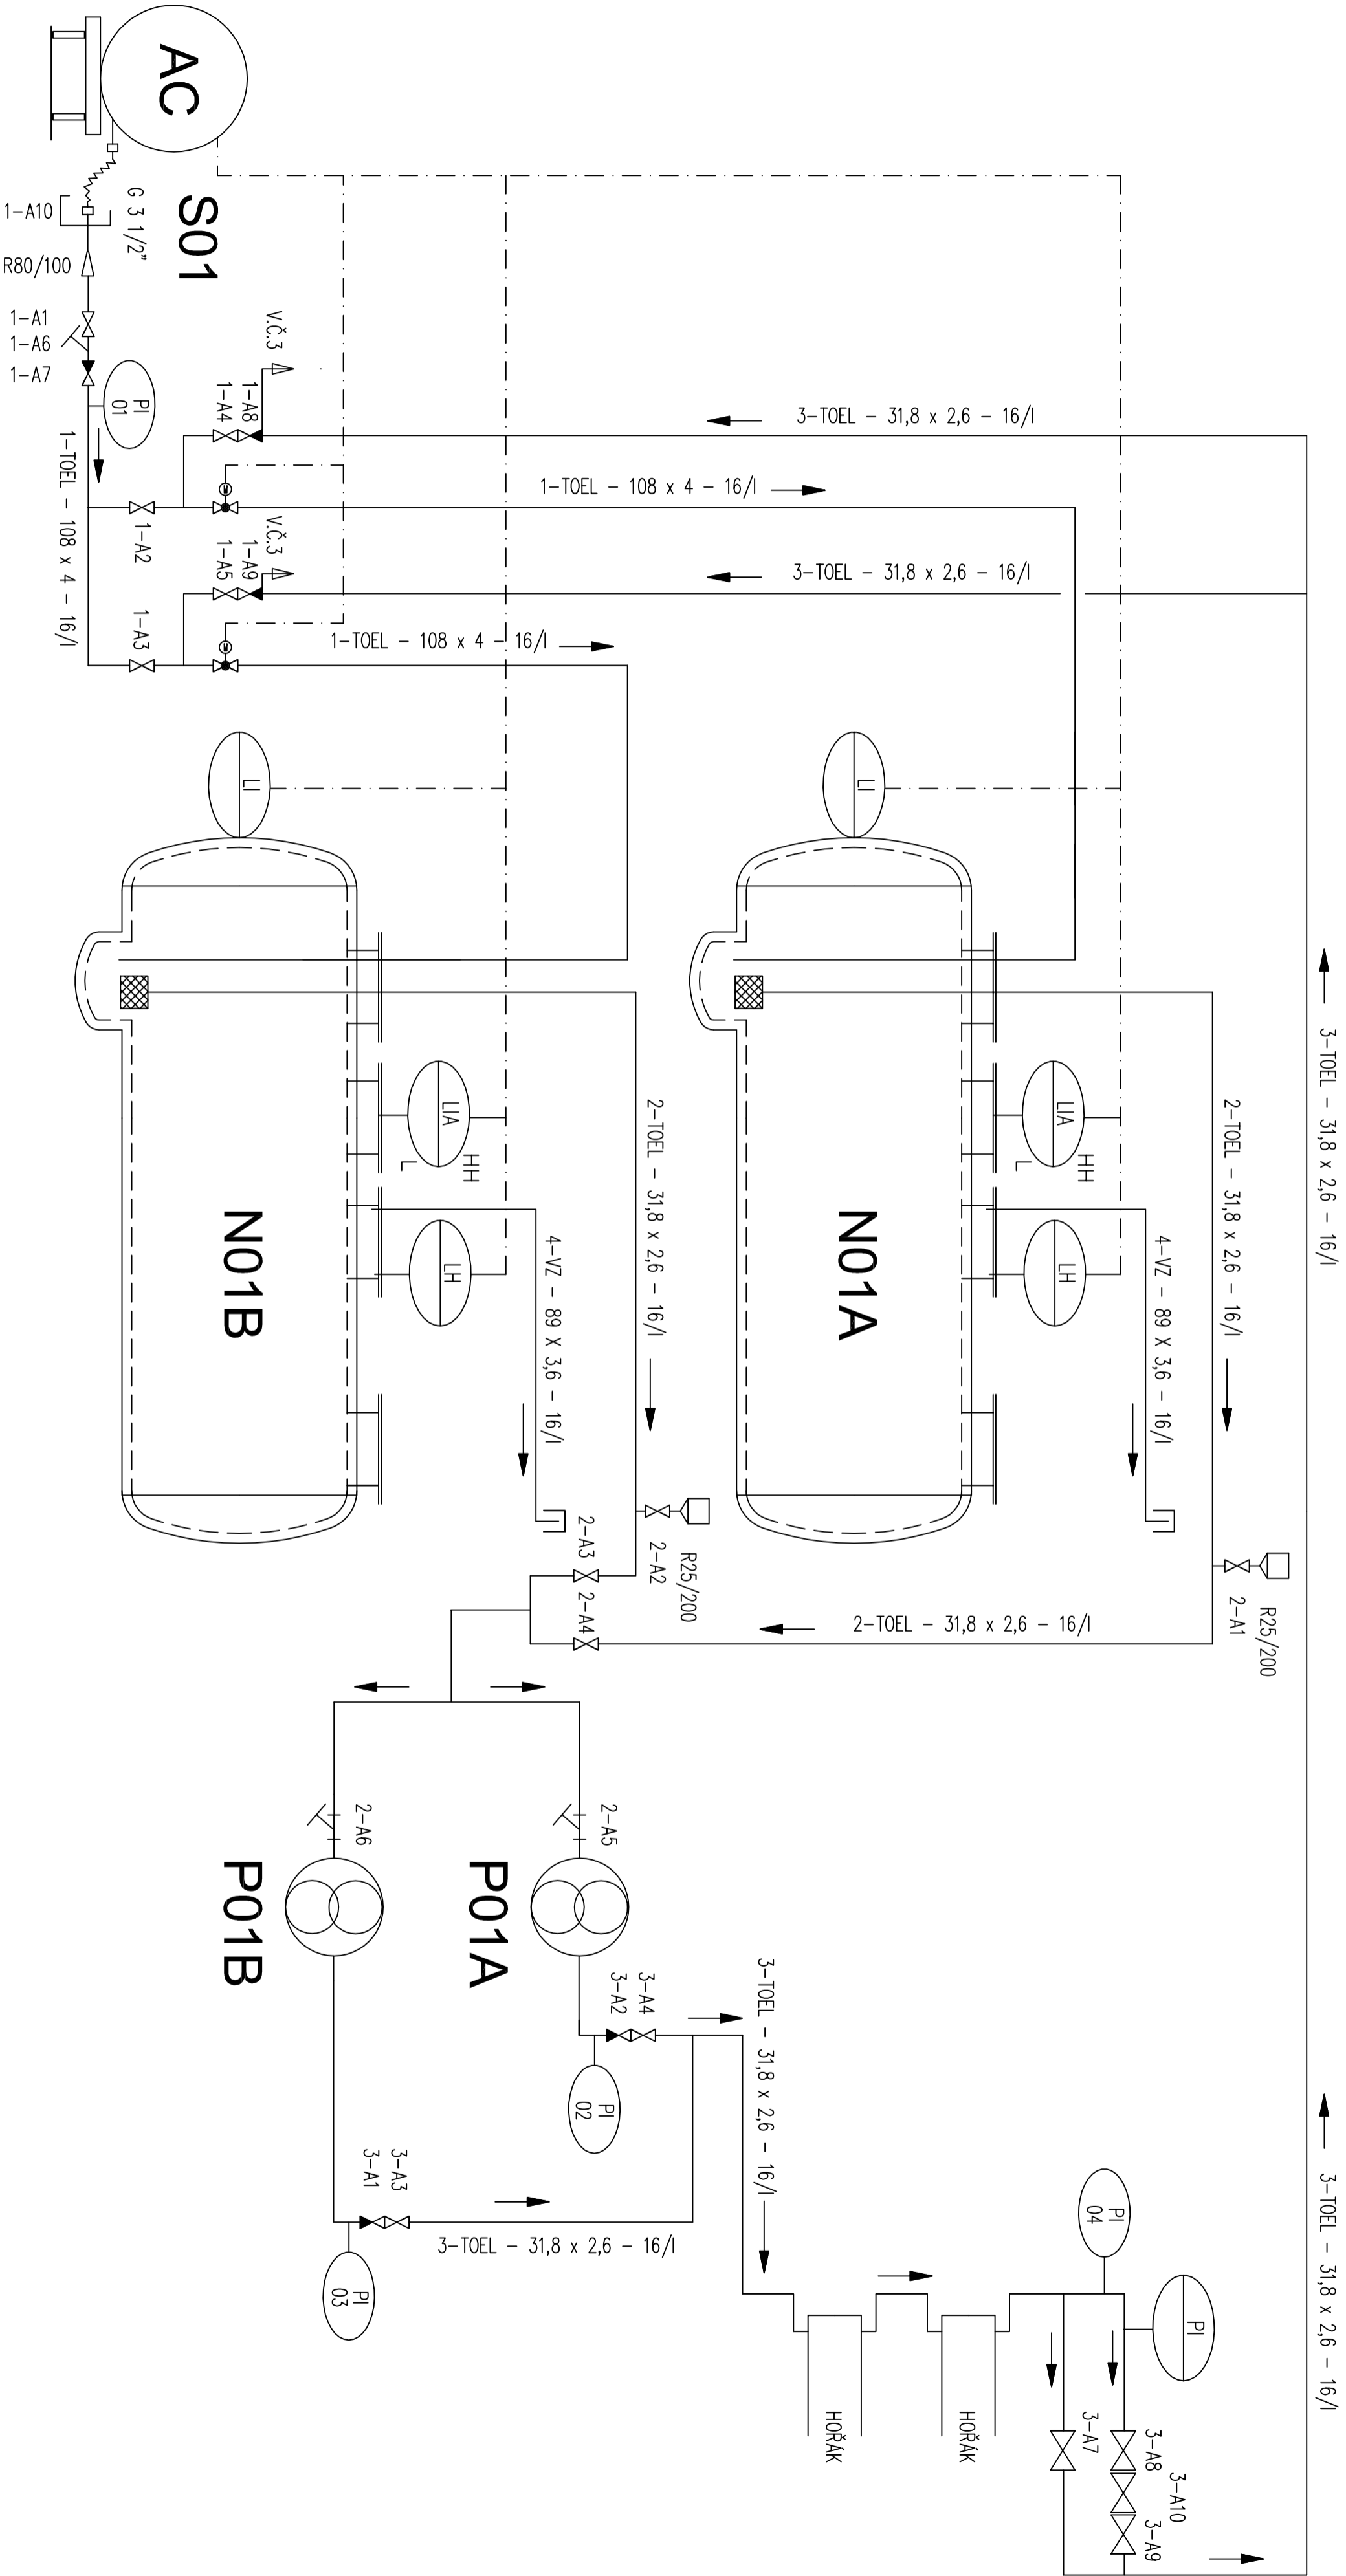 AC
S01
G 3 1/2"
1-A10
R80/100
1-A1
1-A6
1-A7
PI
01
1-TOEL - 108 x 4 - 16/I
V.Č.3
1-A8
1-A4
3-TOEL - 31,8 x 2,6 - 16/I
M
1-TOEL - 108 x 4 - 16/I
1-A2
V.Č.3
1-A9
1-A5
3-TOEL - 31,8 x 2,6 - 16/I
1-A3
M
1-TOEL - 108 x 4 - 16/I
LI
LI
3-TOEL - 31,8 x 2,6 - 16/I
2-TOEL - 31,8 x 2,6 - 16/I
LIA
HH
L
LH
N01A
4-VZ - 89 X 3,6 - 16/I
2-TOEL - 31,8 x 2,6 - 16/I
LIA
HH
L
LH
N01B
4-VZ - 89 X 3,6 - 16/I
R25/200
2-A1
R25/200
2-A2
2-A3
2-A4
2-TOEL - 31,8 x 2,6 - 16/I
2-A5
2-A6
P01A
P01B
3-A4
3-A2
PI
02
3-TOEL - 31,8 x 2,6 - 16/I
3-A3
3-A1
PI
03
3-TOEL - 31,8 x 2,6 - 16/I
PI
04
PI
3-TOEL - 31,8 x 2,6 - 16/I
HOŘÁK
HOŘÁK
3-A7
3-A8
3-A10
3-A9